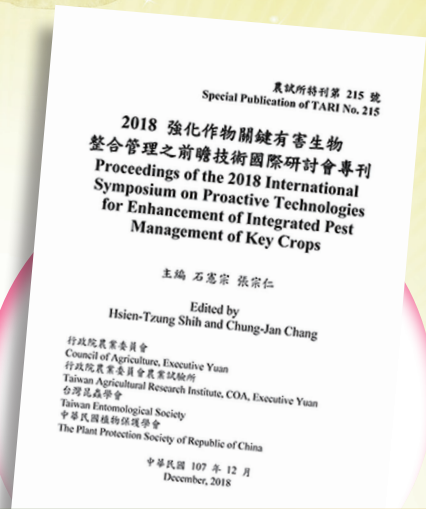 農試所特刊第 215 號
Special Publication of TARI No. 215
2018 強化作物關鍵有害生物
整合管理之前瞻技術國際研討會專刊
Proceedings of the 2018 International
Symposium on Proactive Technologies
for Enhancement of Integrated Pest
Management of Key Crops
主編 石憲宗 張宗仁
Edited by
Hsien-Tzung Shih and Chung-Jan Chang
行政院農業委員會
Council of Agriculture, Executive Yuan
行政院農業委員會農業試驗所
Taiwan Agricultural Research Institute, COA, Executive Yuan
台灣昆蟲學會
Taiwan Entomological Society
中華民國植物保護學會
The Plant Protection Society of Republic of China
中華民國 107 年 12 月
December, 2018